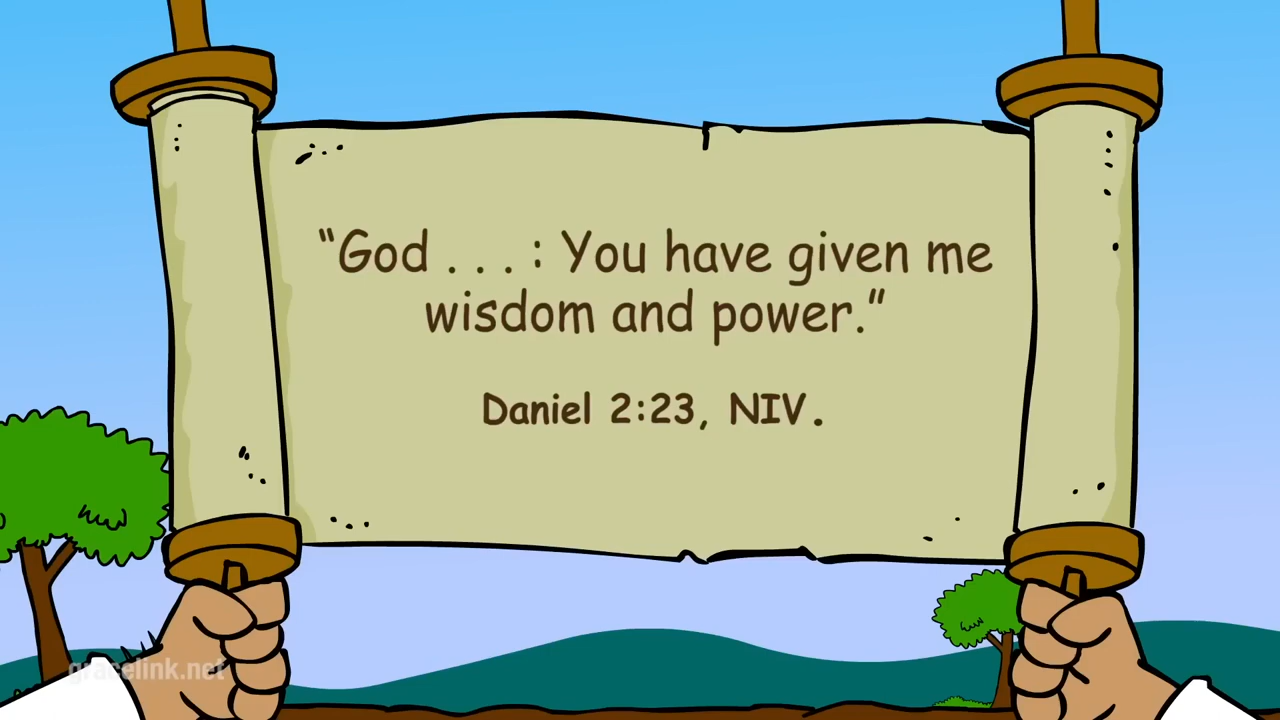 “God . . . : You have given me
wisdom and power.”
Daniel 2:23, NIV.
gracelink.net